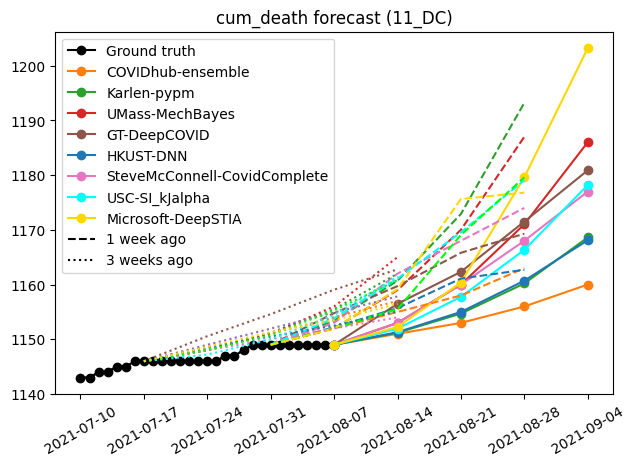 cum_death forecast (11_DC)
Ground truth
COVIDhub-ensemble
Karlen-pypm
UMass-MechBayes
GT-DeepCOVID
HKUST-DNN
SteveMcConnell-CovidComplete
USC-SI_kJalpha
Microsoft-DeepSTIA
1 week ago
3 weeks ago
1200
1190
1180
1170
1160
1150
1140
2021-07-10 2021-07-17 2021-07-24 2021-07-31 2021-08-07 2021-08-14 2021-08-21 2021-08-28 2021-09-04